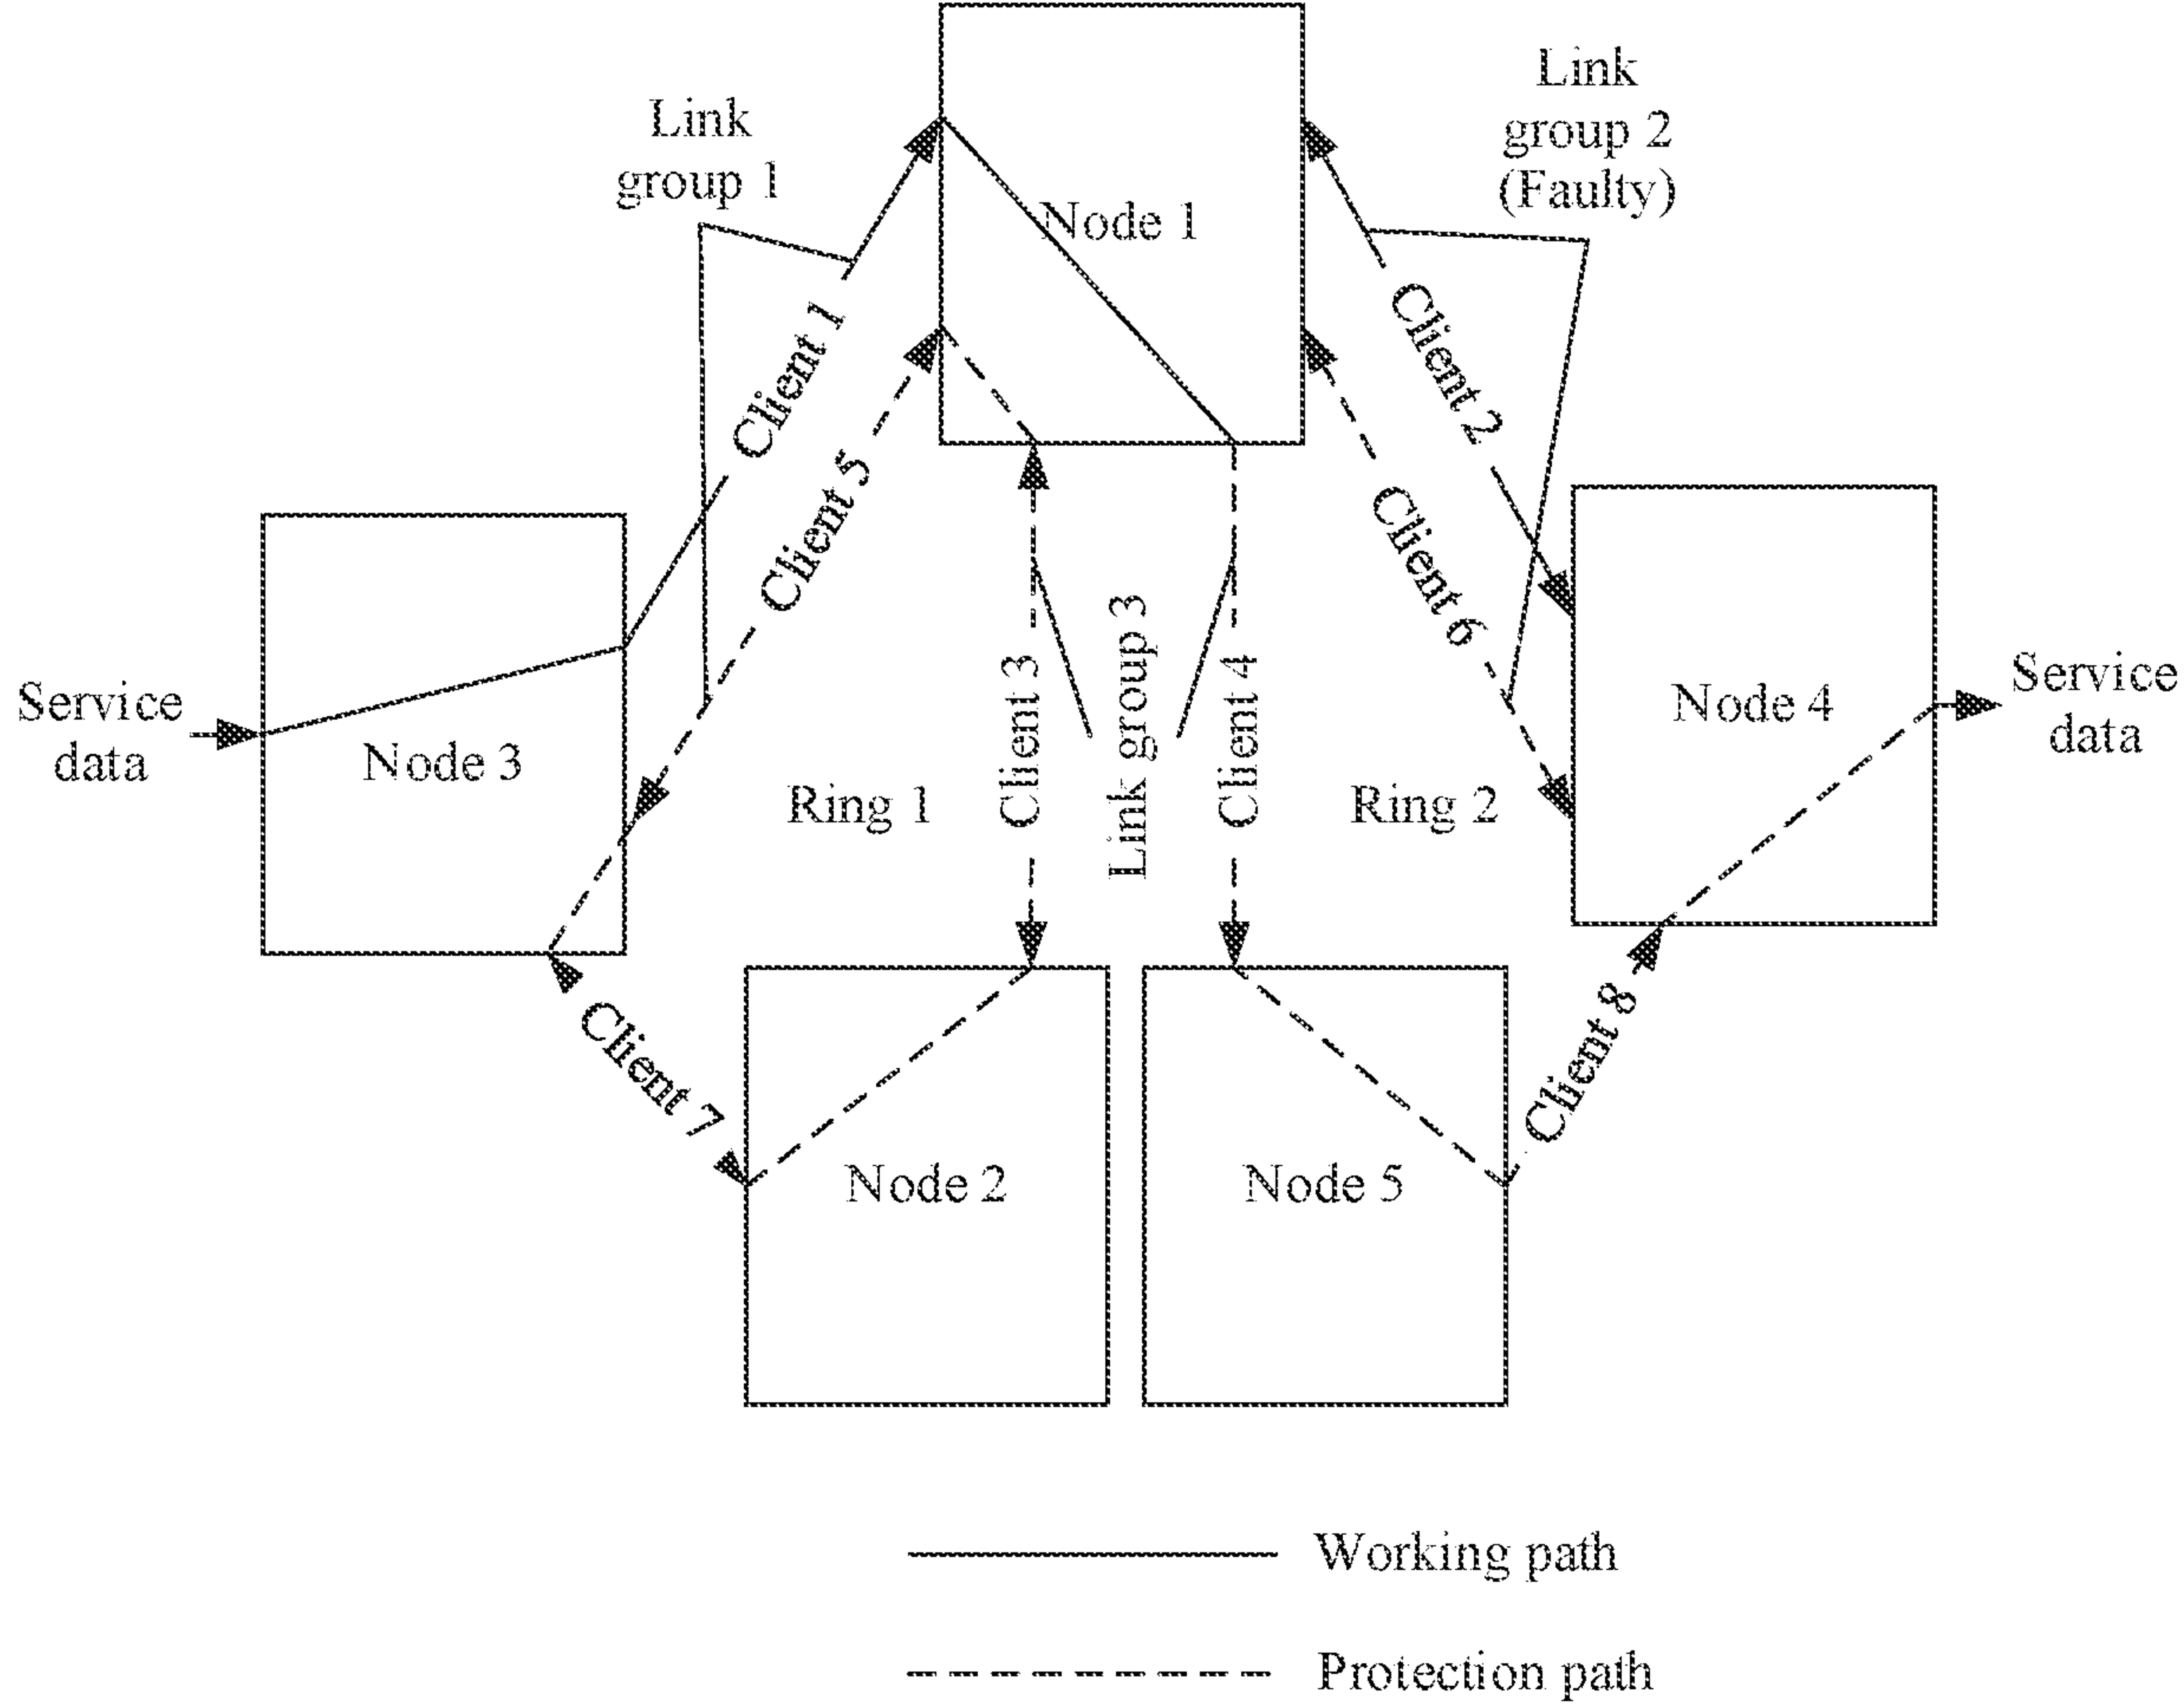 Link
group 1
Link
group 2
(Faulty)
Node 1
Client 1
Client 5
Client 2
Client 6
Service
data
Node 3
Ring 1
Client 3
Link group 3
Client 4
Ring 2
Node 4
Service
data
Client 7
Node 2
Node 5
Client 8
Working path
Protection path